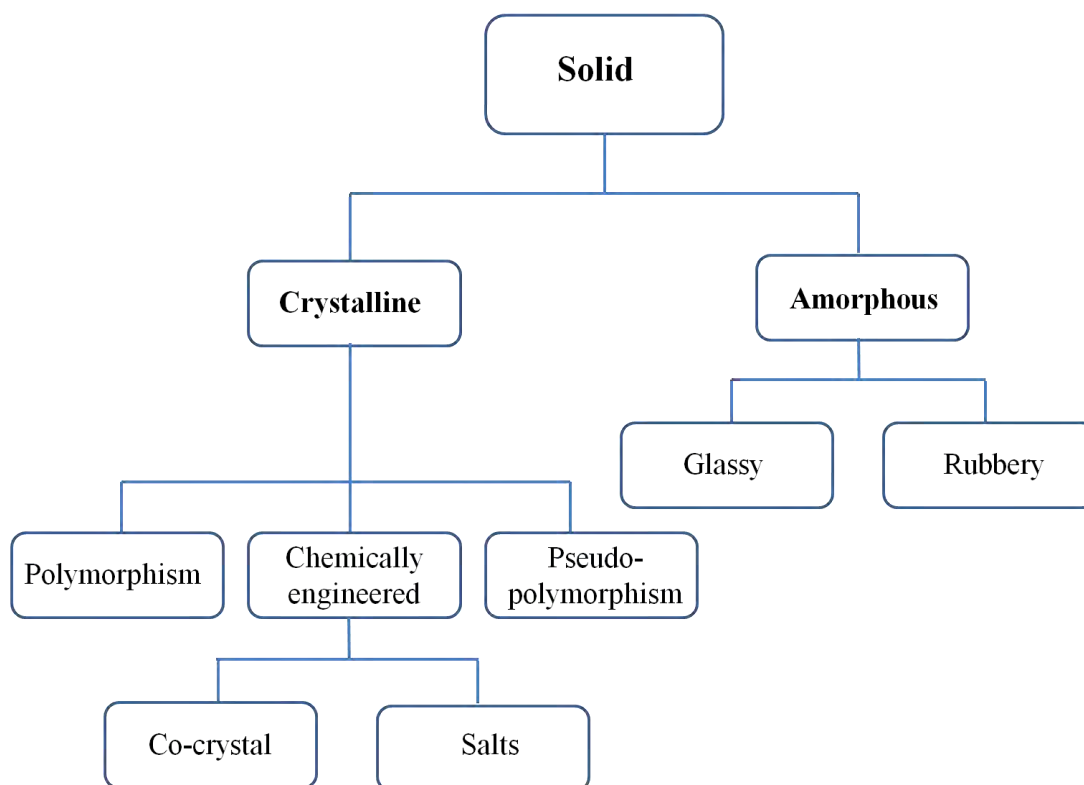 Solid
Crystalline
Amorphous
Glassy
Rubbery
Polymorphism
Chemically
engineered
Pseudo-
polymorphism
Co-crystal
Salts